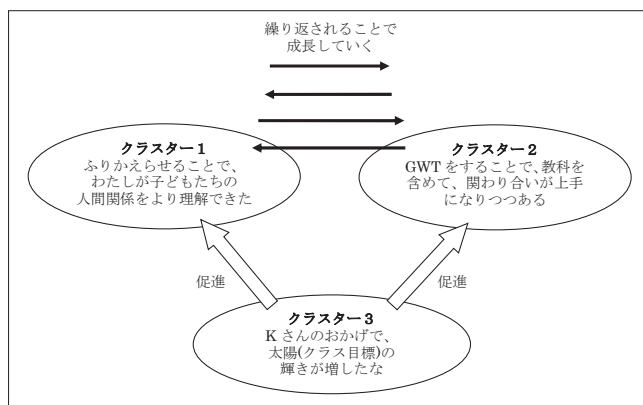 繰り返されることで
成長していく
クラスター１
ふりかえらせることで、
わたしが子どもたちの
人間関係をより理解できた
クラスター２
GWTをすることで、教科を
含めて、関わり合いが上手
になりつつある
促進
促進
クラスター３
Kさんのおかげで、
太陽(クラス目標)の
輝きが増したな